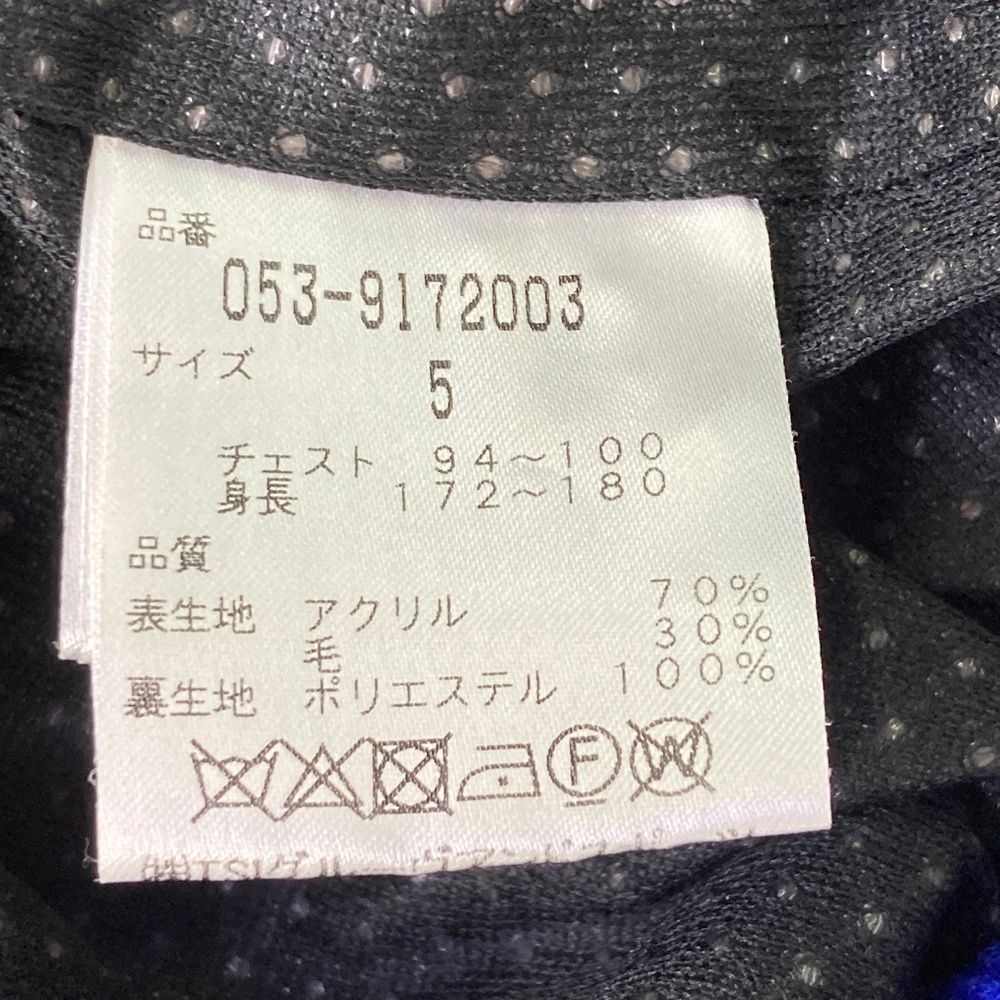 品番
053-9172003
サイズ 5
チェスト 94～100
身長 172～180
品質
表生地 アクリル 70%
毛 30%
裏生地 ポリエステル 100%
F W